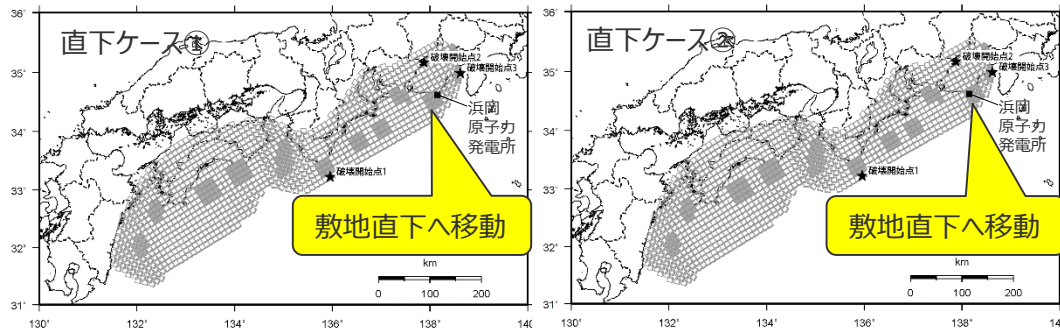 直下ケース①
36°
35°
34°
33°
32°
31°
130°
132°
134°
136°
138°
14
破壊開始点2
破壊開始点3
浜岡
原子力
発電所
破壊開始点1
敷地直下へ移動
km
0
100
200
直下ケース②
36°
35°
34°
33°
32°
31°
130°
132°
134°
136°
138°
140
破壊開始点2
破壊開始点3
浜岡
原子力
発電所
破壊開始点1
敷地直下へ移動
km
0
100
200